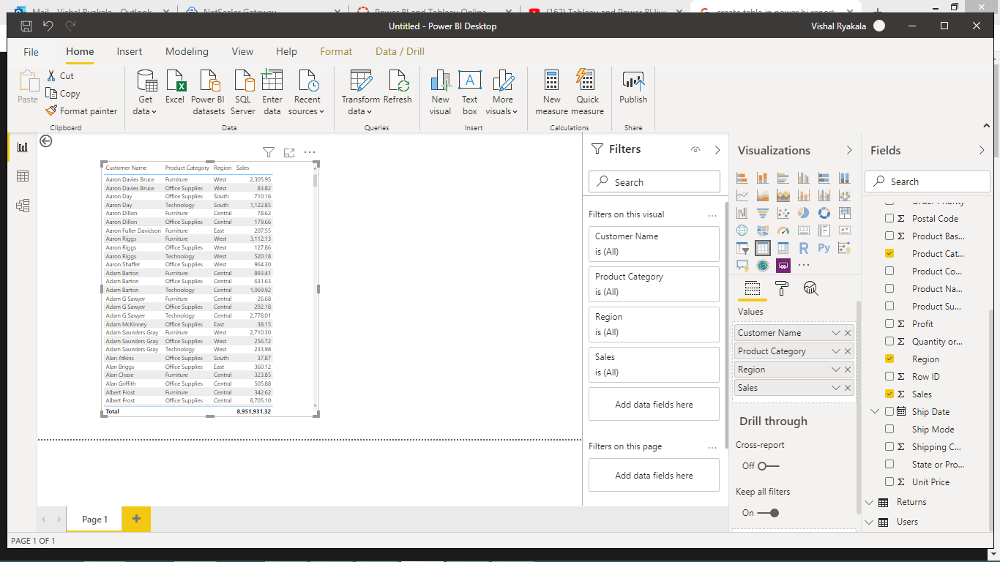 Mail - Vishal Ryakala - Outlook
NetScaler Gateway
Power BI and Tableau Online
(162) Tableau and Power BI live
create table in power bi report
Untitled - Power BI Desktop
Vishal Ryakala
File Home Insert Modeling View Help Format Data / Drill
Paste
Cut
Copy
Format painter
Clipboard
Get data
Excel
Power BI datasets
SQL Server
Enter data
Recent sources
Data
Transform data
Refresh
Queries
New visual
Text box
More visuals
Insert
New measure
Quick measure
Calculations
Publish
Share
Customer Name Product Category Region Sales
Aaron Davies Bruce Furniture West 2,305.95
Aaron Davies Bruce Office Supplies West 83.82
Aaron Day Office Supplies South 710.16
Aaron Day Technology South 1,122.85
Aaron Dillon Furniture Central 78.62
Aaron Dillon Office Supplies Central 179.66
Aaron Fuller Davidson Furniture East 207.55
Aaron Riggs Furniture West 3,112.13
Aaron Riggs Office Supplies West 127.86
Aaron Riggs Technology West 520.18
Aaron Shaffer Office Supplies West 964.30
Adam Barton Furniture Central 893.41
Adam Barton Office Supplies Central 631.63
Adam Barton Technology Central 1,069.92
Adam G Sawyer Furniture Central 26.68
Adam G Sawyer Office Supplies Central 292.18
Adam G Sawyer Technology Central 2,778.01
Adam McKinney Office Supplies East 38.15
Adam Saunders Gray Furniture West 2,710.30
Adam Saunders Gray Office Supplies West 256.72
Adam Saunders Gray Technology West 233.98
Alan Atkins Office Supplies South 37.87
Alan Briggs Office Supplies East 360.12
Alan Chase Furniture Central 323.85
Alan Griffith Office Supplies Central 505.88
Albert Frost Furniture Central 342.62
Albert Frost Office Supplies Central 8,705.10
Total 8,951,931.32
Filters
Search
Filters on this visual
Customer Name
is (All)
Product Category
is (All)
Region
is (All)
Sales
is (All)
Add data fields here
Filters on this page
Add data fields here
Visualizations
R
Py
123
Values
Customer Name
Product Category
Region
Sales
Drill through
Cross-report
Off
Keep all filters
On
Fields
Search
Order Priority
Postal Code
Product Bas...
Product Cat...
Product Co...
Product Na...
Product Su...
Profit
Quantity or...
Region
Row ID
Sales
Ship Date
Ship Mode
Shipping C...
State or Pro...
Unit Price
Returns
Users
Page 1
PAGE 1 OF 1